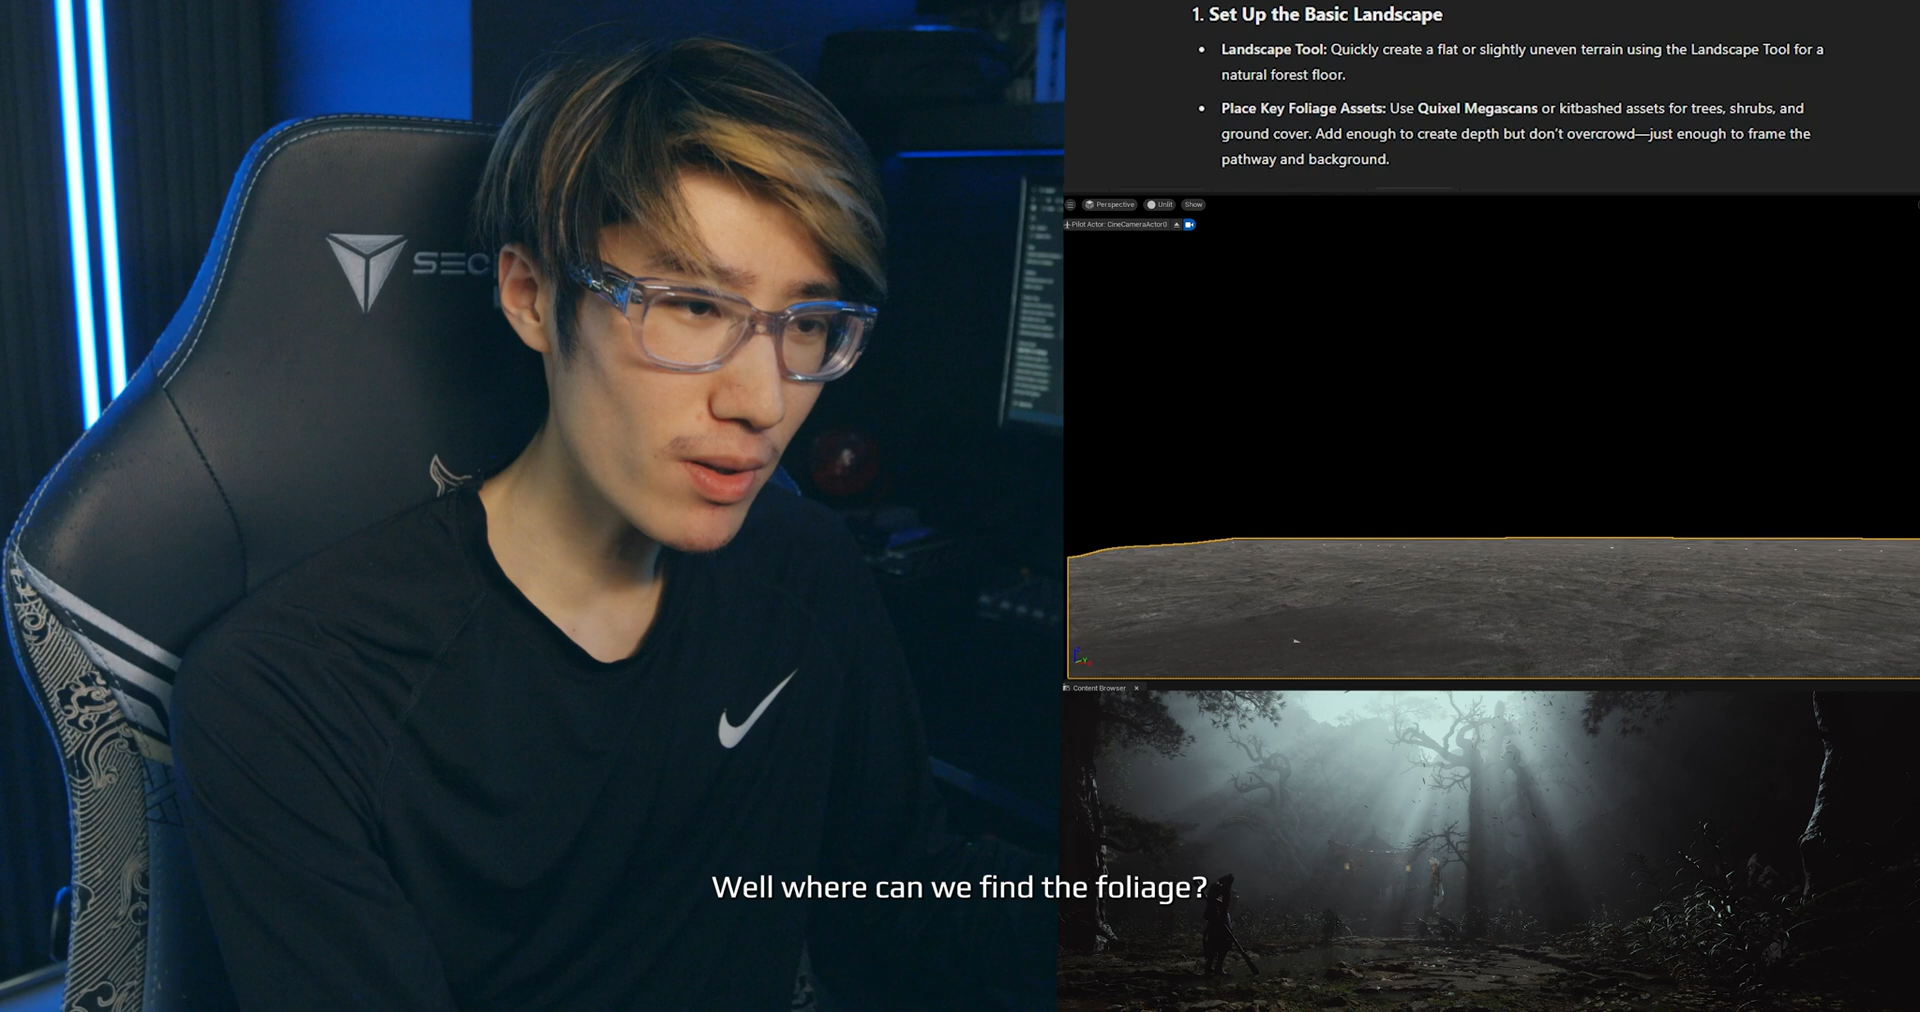 1. Set Up the Basic Landscape
• Landscape Tool: Quickly create a flat or slightly uneven terrain using the Landscape Tool for a
natural forest floor.
• Place Key Foliage Assets: Use Quixel Megascans or kitbashed assets for trees, shrubs, and
ground cover. Add enough to create depth but don't overcrowd—just enough to frame the
pathway and background.
Perspective Unlit Show
Pilot Actor: CineCameraActor0
SEC
Y
Content Browser
Well where can we find the foliage?